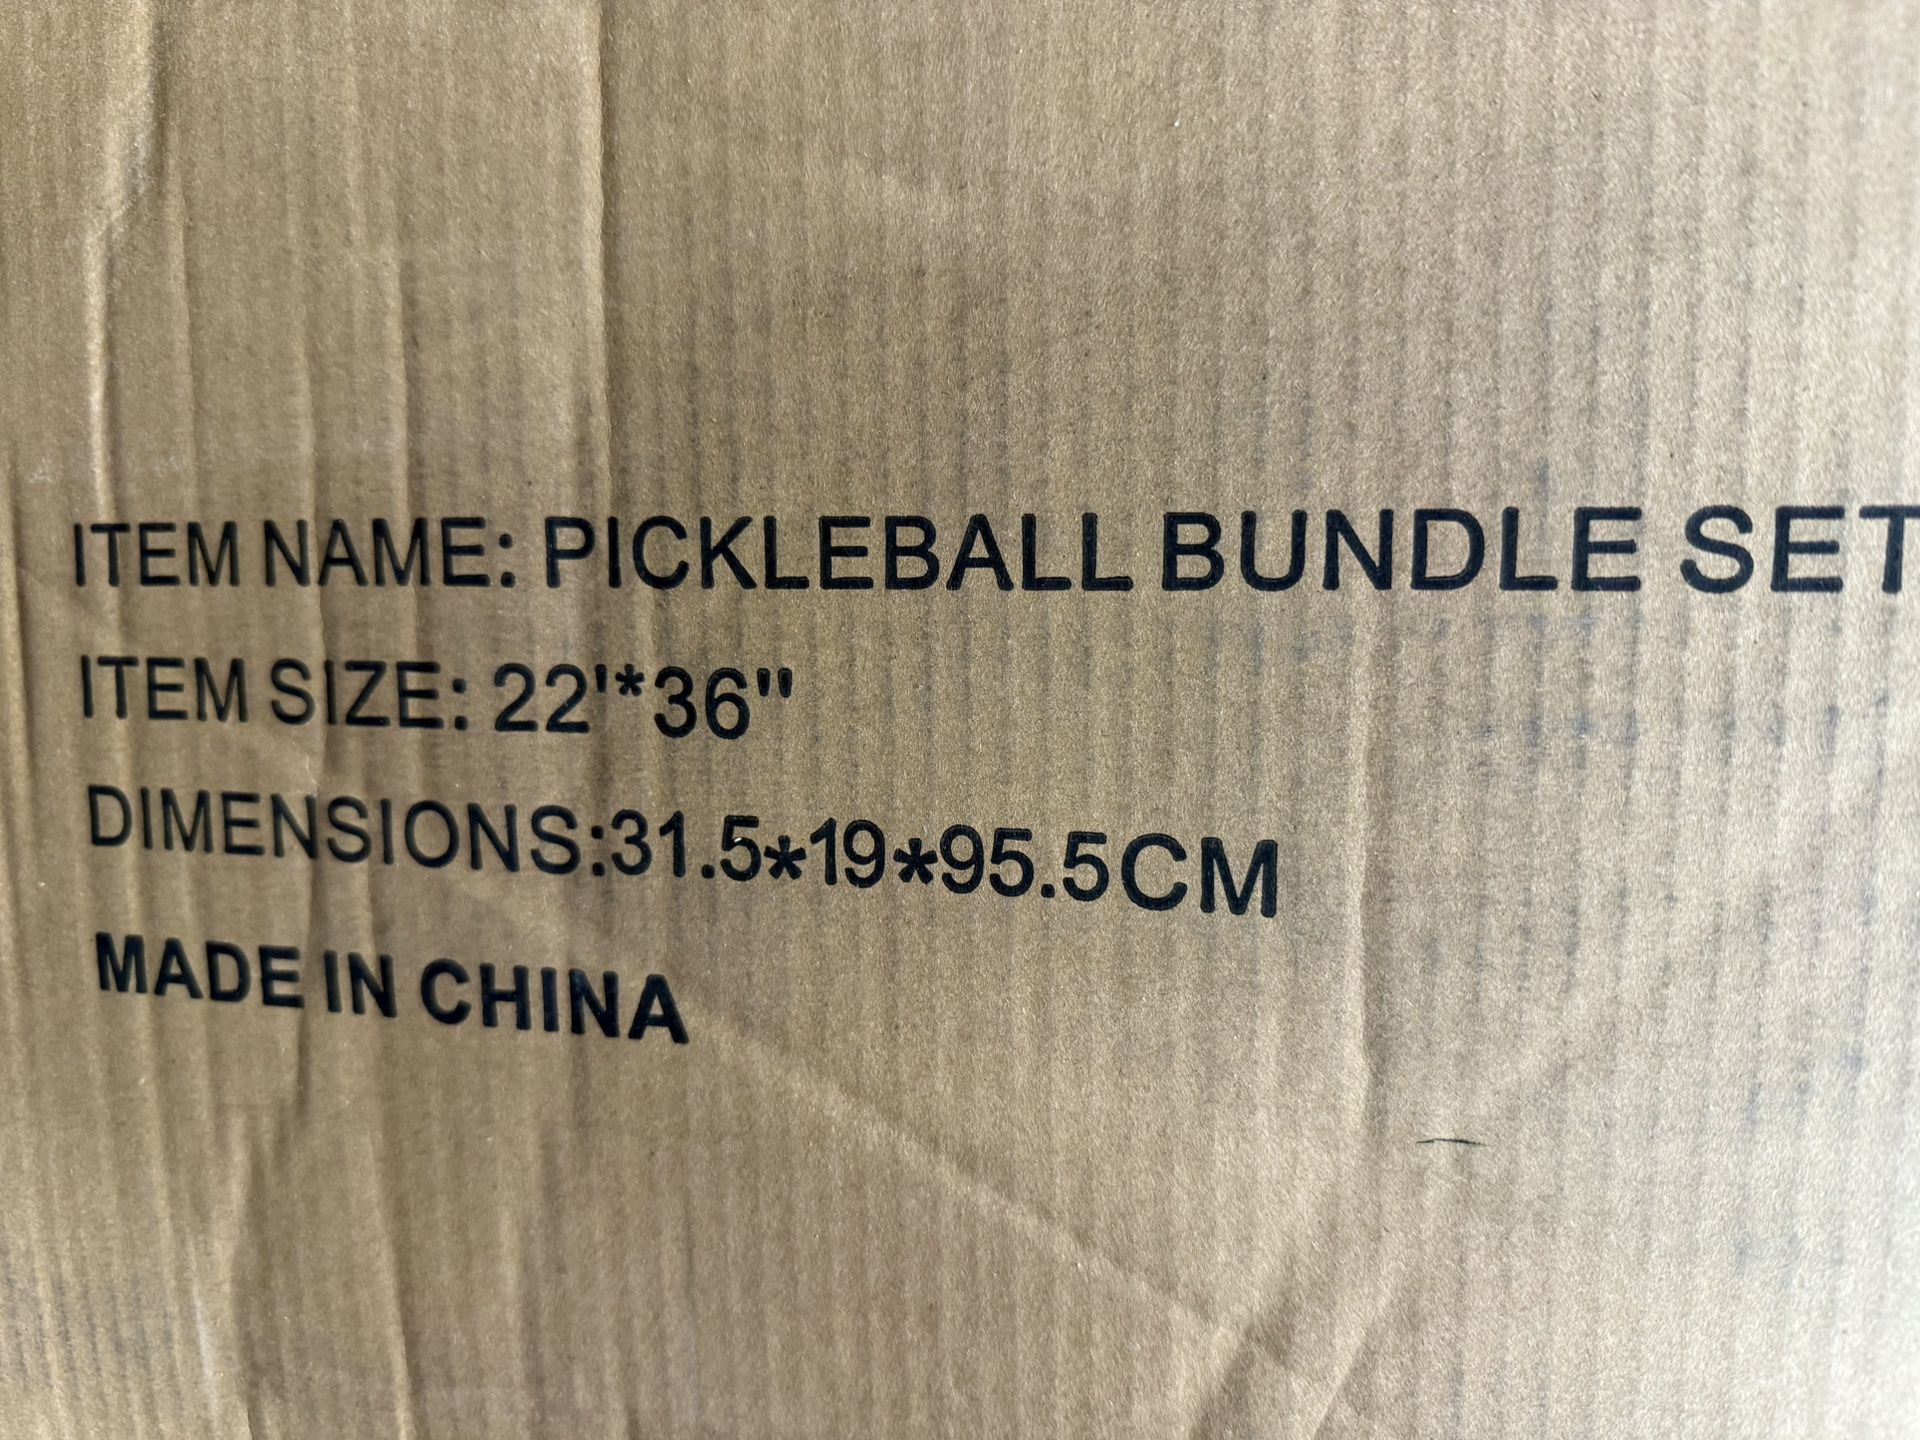 ITEM NAME: PICKLEBALL BUNDLE SET
ITEM SIZE: 22'*36"
DIMENSIONS:31.5*19*95.5CM
MADE IN CHINA